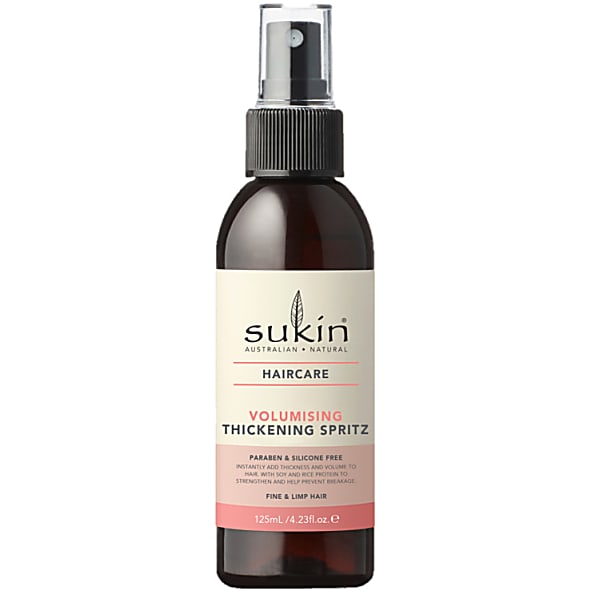 sukin®
AUSTRALIAN • NATURAL
HAIRCARE
VOLUMISING
THICKENING SPRITZ
PARABEN & SILICONE FREE
INSTANTLY ADD THICKNESS AND VOLUME TO
HAIR. WITH SOY AND RICE PROTEIN TO
STRENGTHEN AND HELP PREVENT BREAKAGE.
FINE & LIMP HAIR
125mL/4.23fl.oz.℮